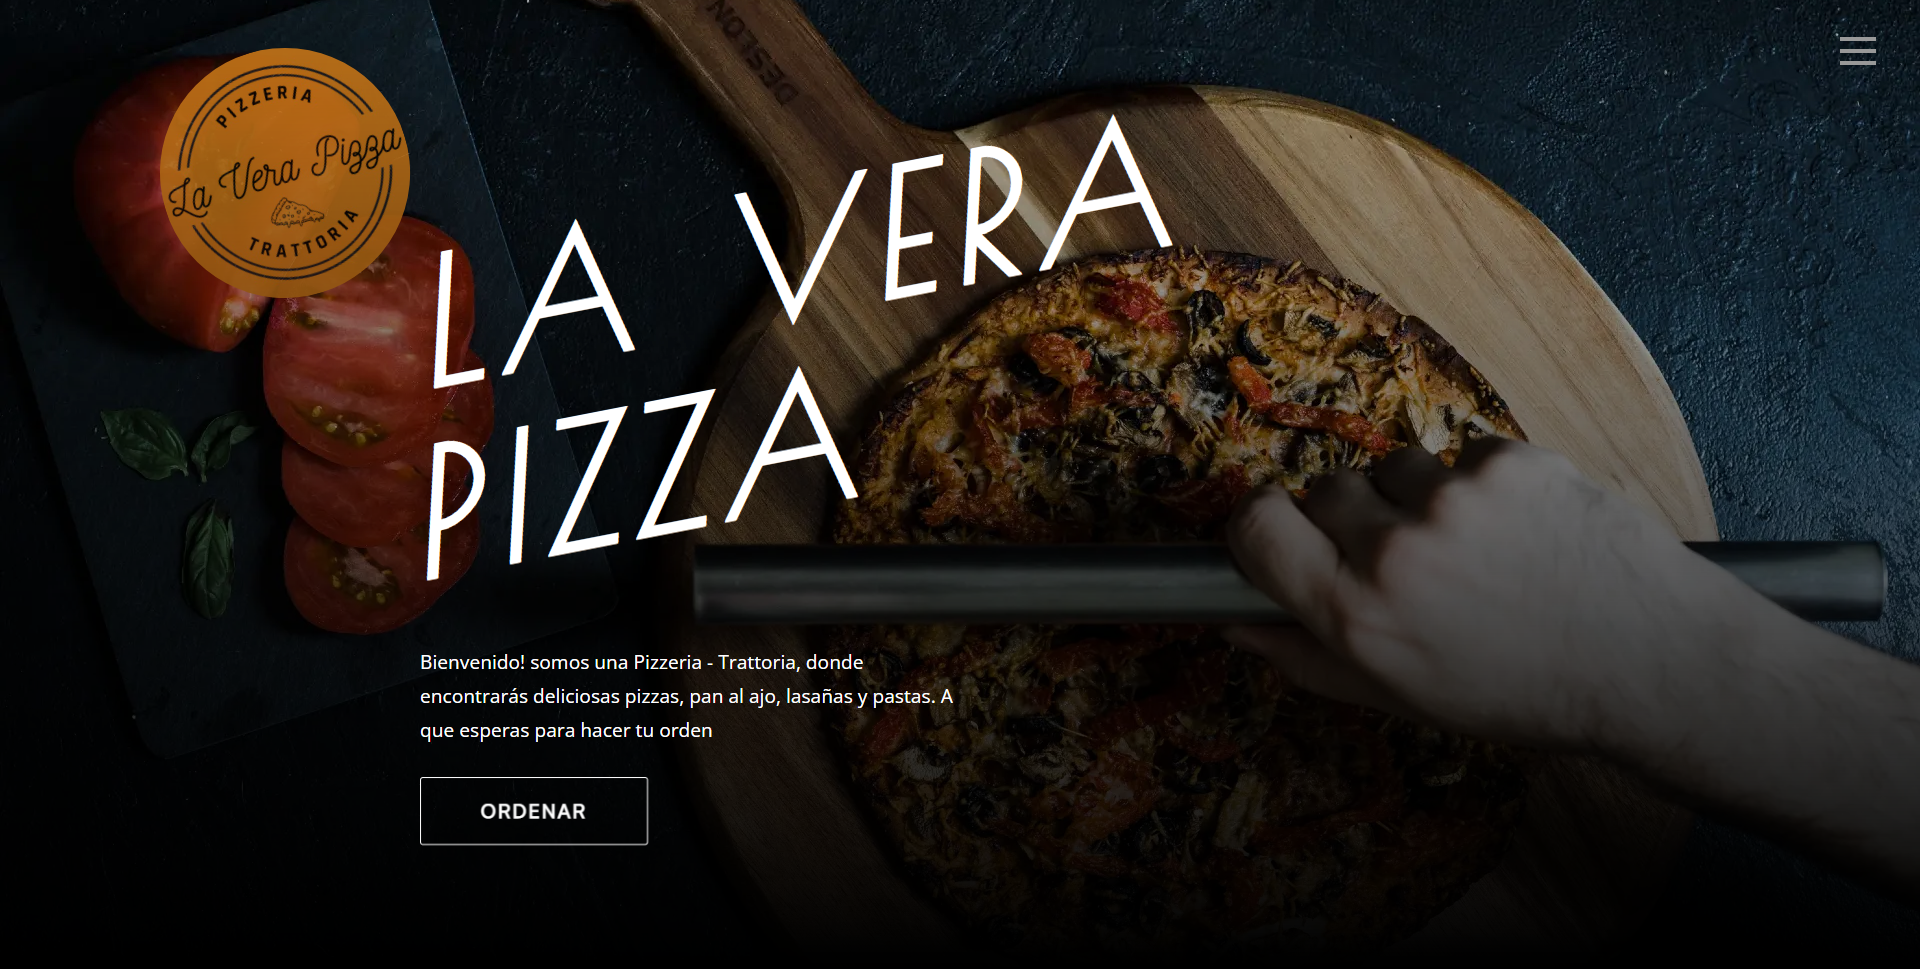 PIZZERIA
La Vera Pizza
TRATTORIA
DESLON
LA VERA
PIZZA
Bienvenido! somos una Pizzeria - Trattoria, donde
encontrarás deliciosas pizzas, pan al ajo, lasañas y pastas. A
que esperas para hacer tu orden
ORDENAR